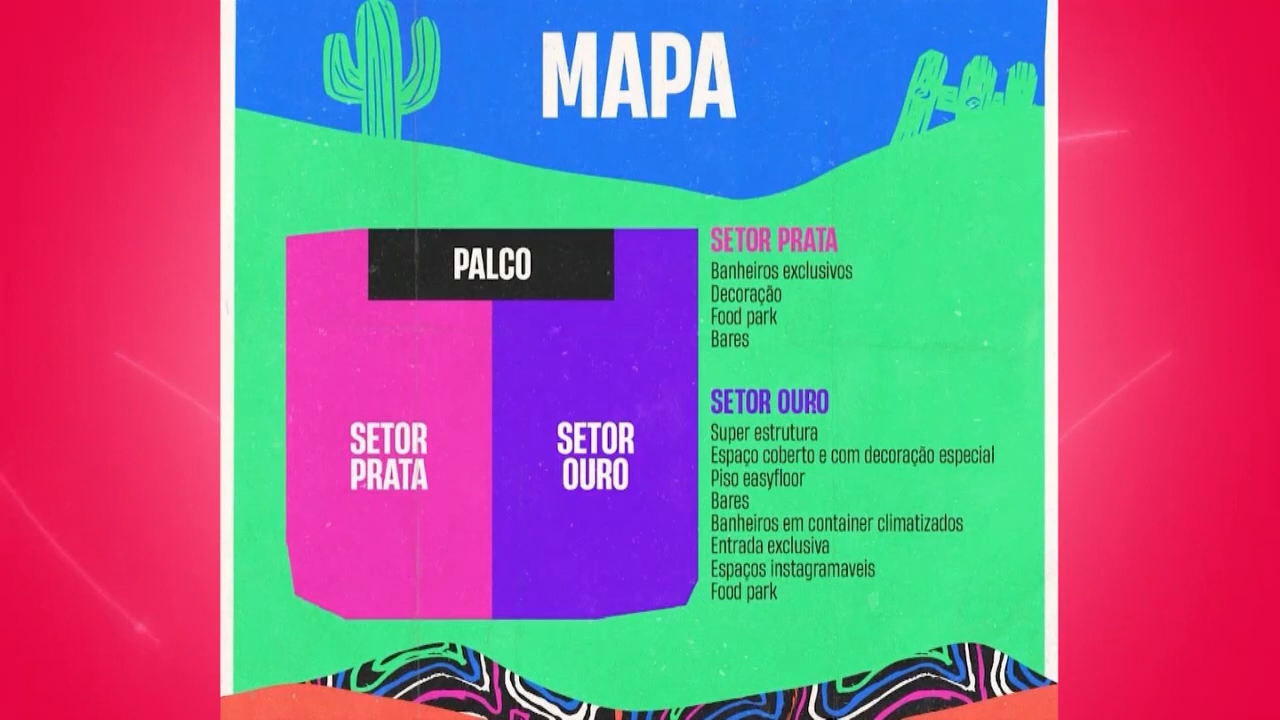 MAPA
PALCO
SETOR
PRATA
SETOR
OURO
SETOR PRATA
Banheiros exclusivos
Decoração
Food park
Bares
SETOR OURO
Super estrutura
Espaço coberto e com decoração especial
Piso easyfloor
Bares
Banheiros em container climatizados
Entrada exclusiva
Espaços instagramaveis
Food park